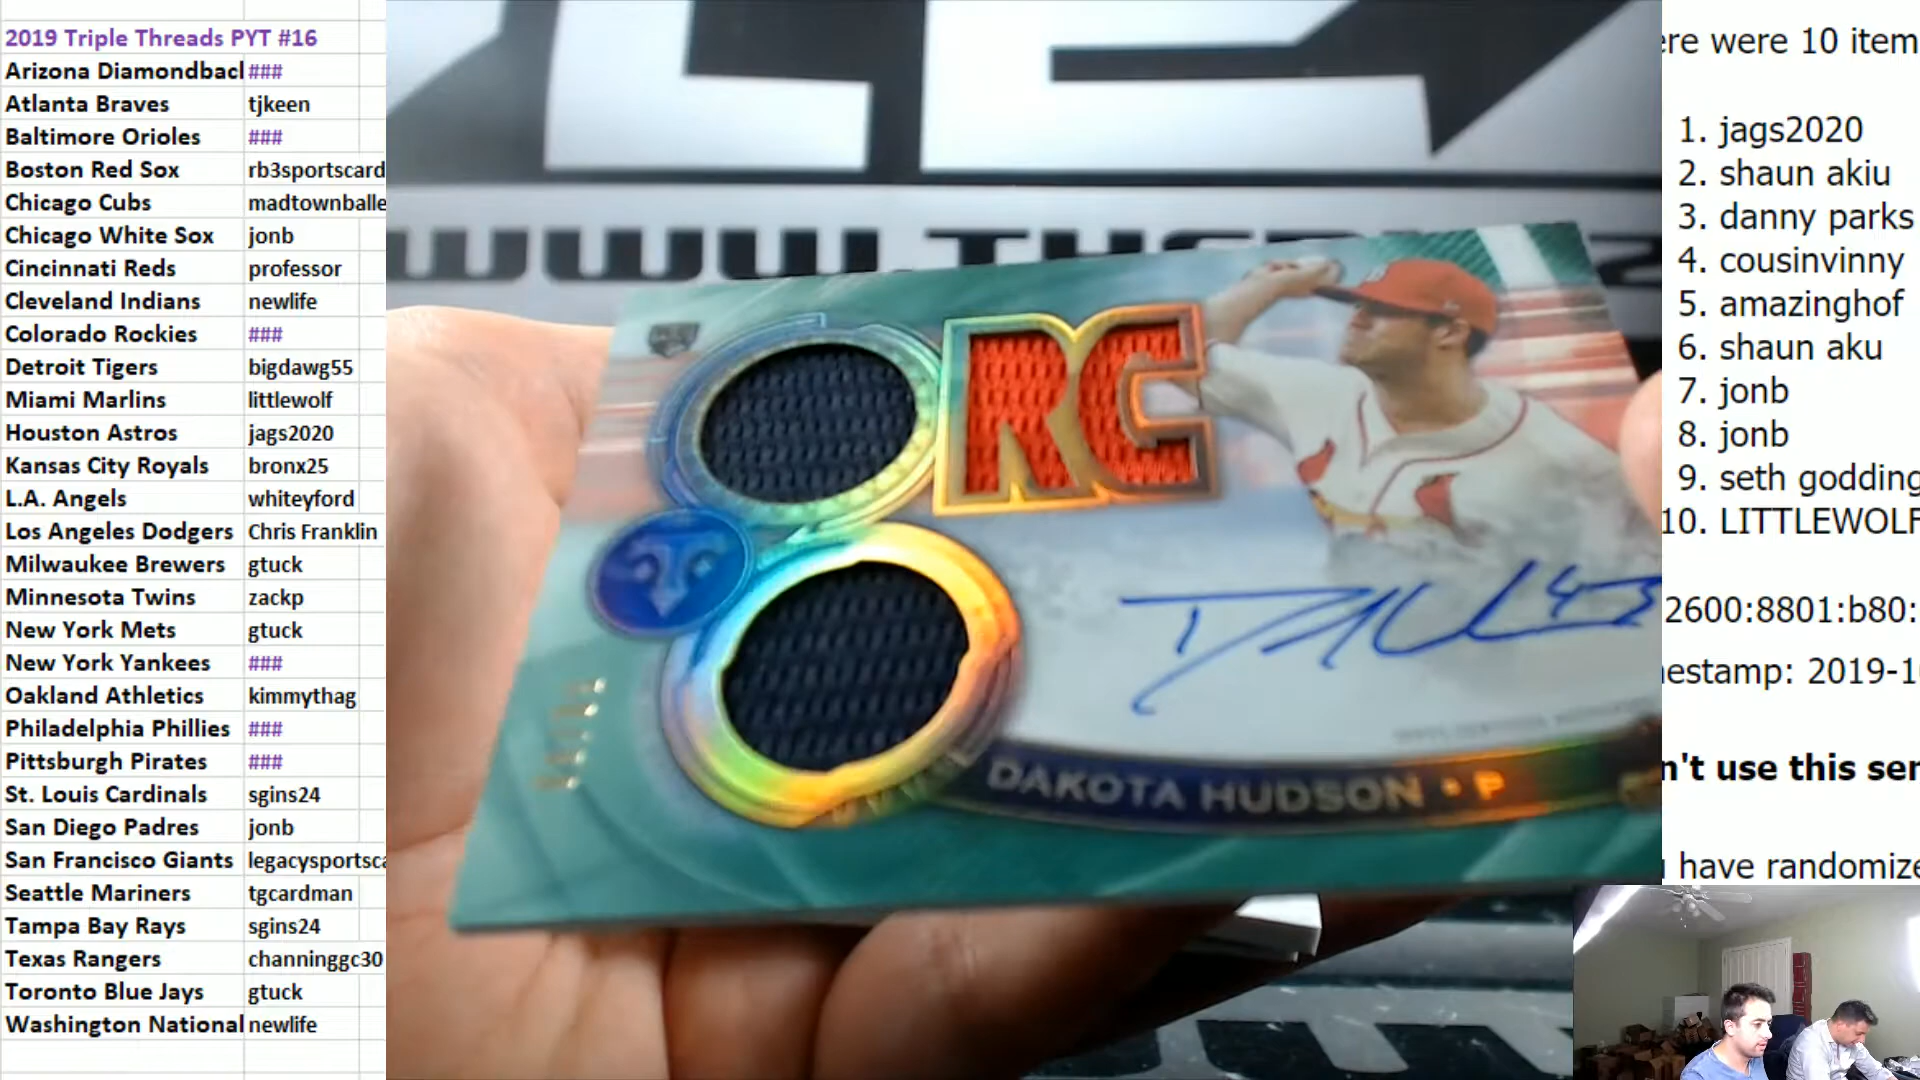 2019 Triple Threads PYT #16
Arizona Diamondbac ###
Atlanta Braves tjkeen
Baltimore Orioles ###
Boston Red Sox rb3sportscard
Chicago Cubs madtownballe
Chicago White Sox jonb
Cincinnati Reds professor
Cleveland Indians newlife
Colorado Rockies ###
Detroit Tigers bigdawg55
Miami Marlins littlewolf
Houston Astros jags2020
Kansas City Royals bronx25
L.A. Angels whiteyford
Los Angeles Dodgers Chris Franklin
Milwaukee Brewers gtuck
Minnesota Twins zackp
New York Mets gtuck
New York Yankees ###
Oakland Athletics kimmythag
Philadelphia Phillies ###
Pittsburgh Pirates ###
St. Louis Cardinals sgins24
San Diego Padres jonb
San Francisco Giants legacysportsca
Seattle Mariners tgcardman
Tampa Bay Rays sgins24
Texas Rangers channinggc30
Toronto Blue Jays gtuck
Washington National newlife
WWW.
RC
DAKOTA HUDSON • P
ere were 10 item
1. jags2020
2. shaun akiu
3. danny parks
4. cousinvinny
5. amazinghof
6. shaun aku
7. jonb
8. jonb
9. seth godding
10. LITTLEWOLF
2600:8801:b80:
estamp: 2019-1
n't use this ser
have randomize